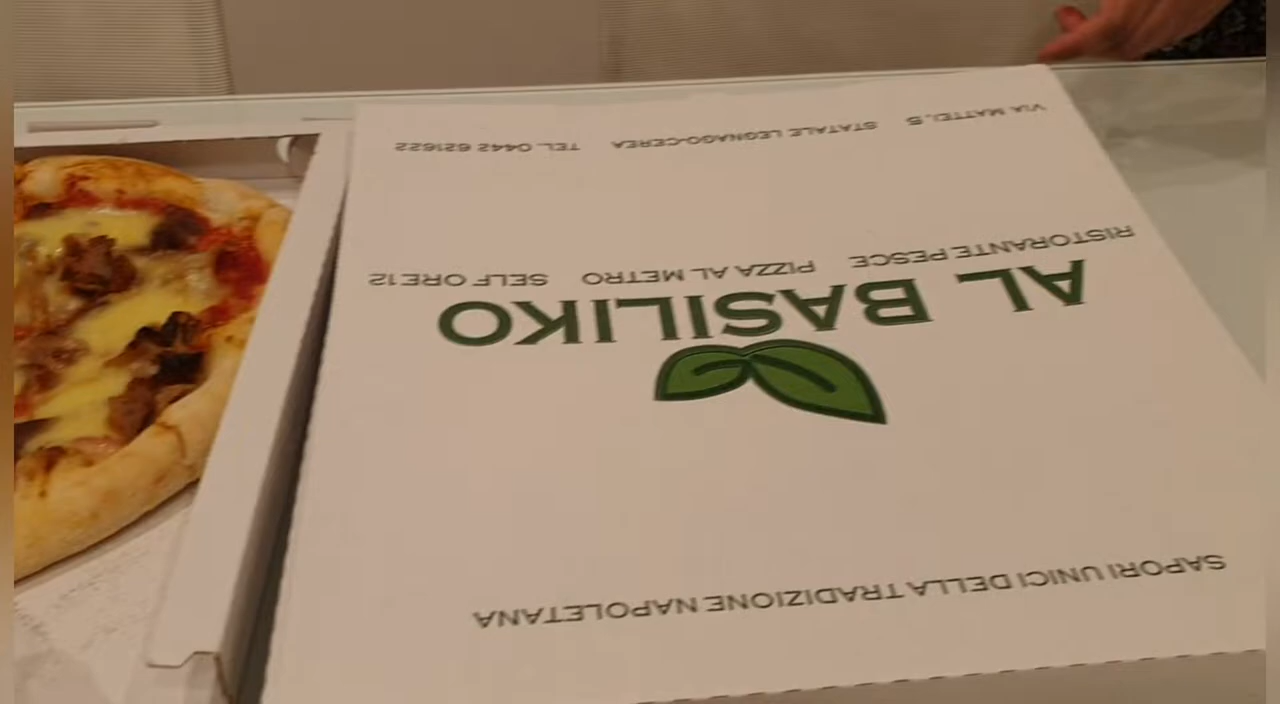 SAPORI UNICI DELLA TRADIZIONE NAPOLETANA
AL BASILIKO
RISTORANTE PESCE PIZZA AL METRO SELF ORE 12
VIA MATTEI, 5 STATALE LEGNAGO-CEREA TEL. 0442 621622